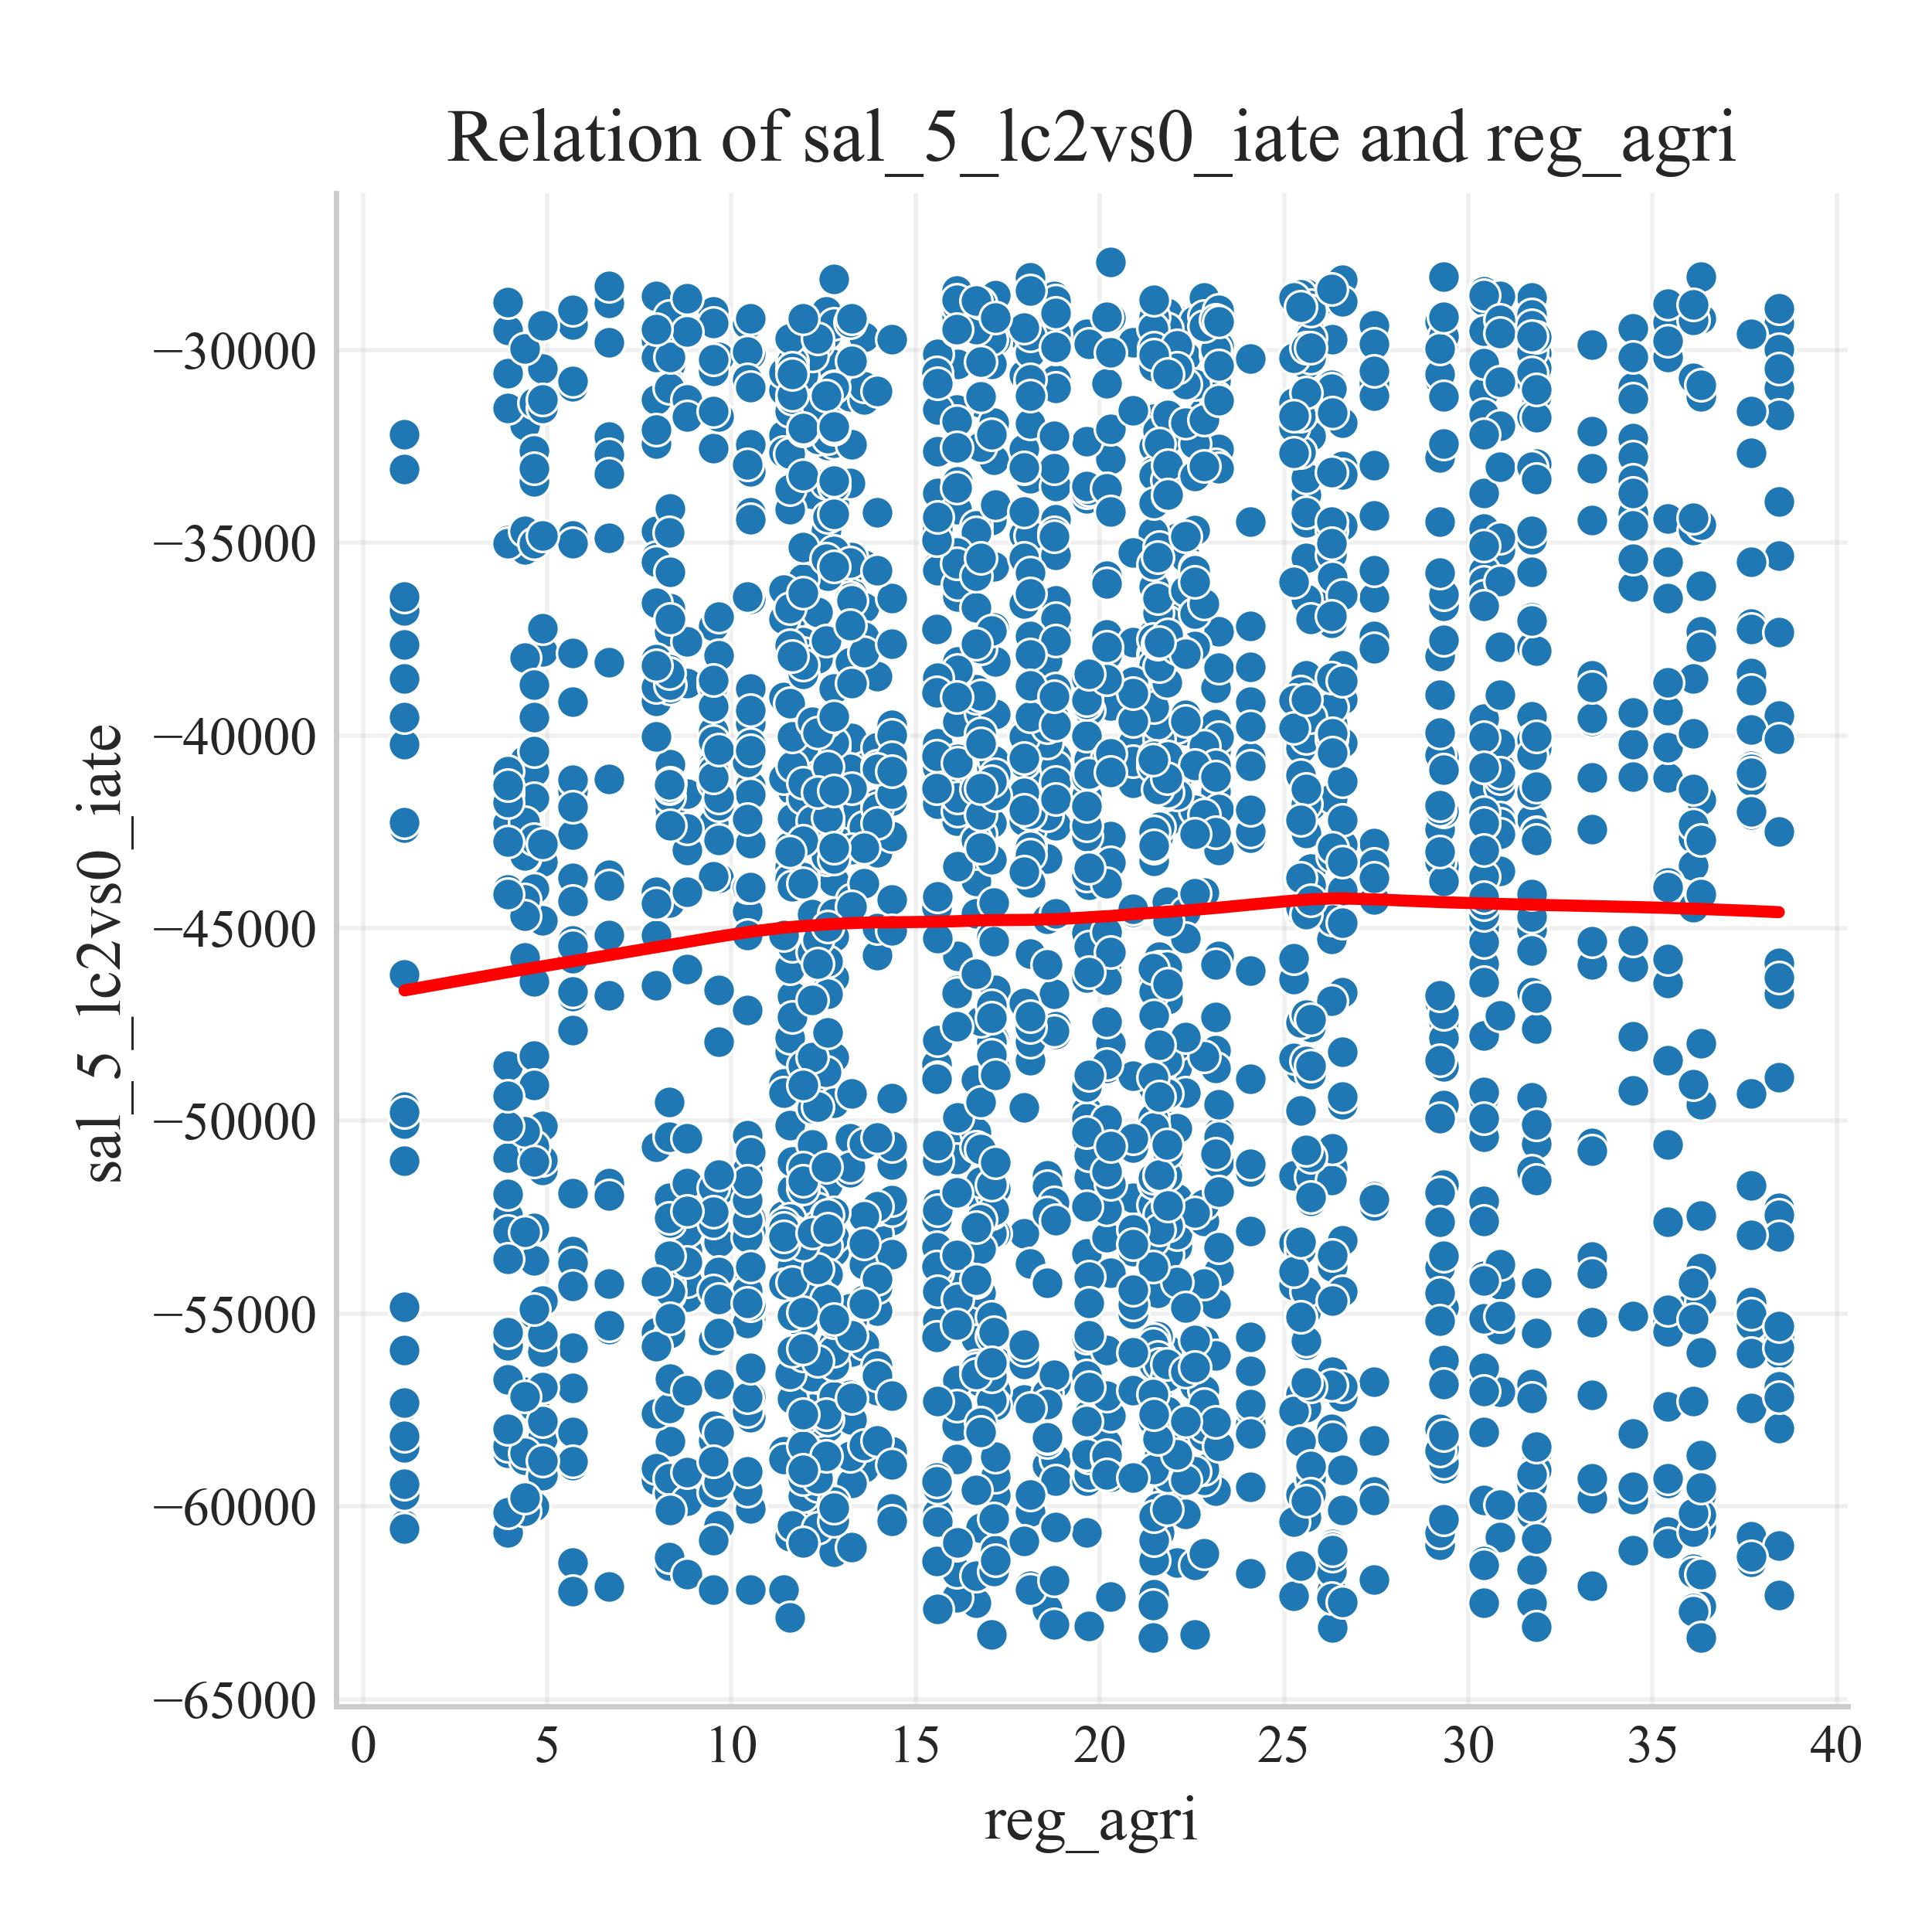 Relation of sal_5_lc2vs0_iate and reg_agri
sal_5_lc2vs0_iate
−30000
−35000
−40000
−45000
−50000
−55000
−60000
−65000
0 5 10 15 20 25 30 35 40
reg_agri